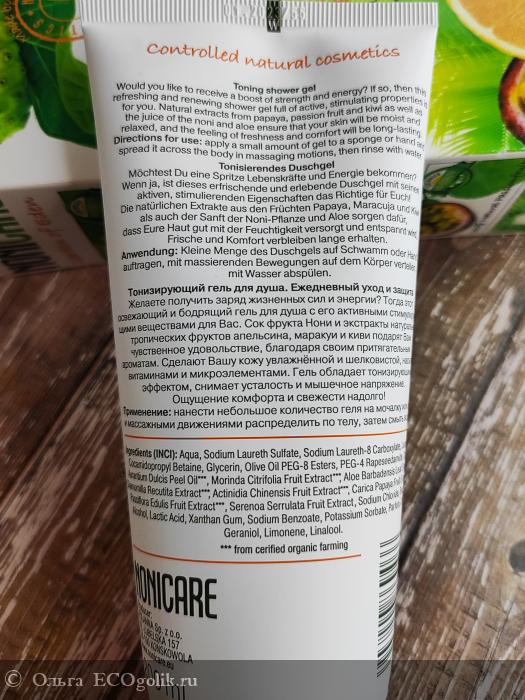 Controlled natural cosmetics
Toning shower gel
Would you like to receive a boost of strength and energy? If so, then this
refreshing and renewing shower gel full of active, stimulating properties is
for you. Natural extracts from papaya, passion fruit and kiwi as well as
the juice of the noni and aloe ensure that your skin will be moist and
relaxed, and the feeling of freshness and comfort will be long-lasting.
Directions for use: apply a small amount of gel to a sponge or hand and
spread it across the body in massaging motions, then rinse with water.
Tonisierendes Duschgel
Möchtest Du eine Spritze Lebenskräfte und Energie bekommen?
Wenn ja, ist dieses erfrischende und erlebende Duschgel mit seinen
aktiven, stimulierenden Eigenschaften das Richtige für Euch!
Die natürlichen Extrakte aus den Früchten Papaya, Maracuja und Kiwi
als auch der Sanft der Noni-Pflanze und Aloe sorgen dafür,
dass Eure Haut gut mit der Feuchtigkeit versorgt und entspannt wird.
Frische und Komfort verbleiben lange erhalten.
Anwendung: Kleine Menge des Duschgels auf Schwamm oder Hand
auftragen, mit massierenden Bewegungen auf dem Körper verteilen
mit Wasser abspülen.
Тонизирующий гель для душа. Ежедневный уход и защита
Желаете получить заряд жизненных сил и энергии? Тогда этот
освежающий и бодрящий гель для душа с его активными стимулиру
щими веществами для Вас. Сок фрукта Нони и экстракты натураль
тропических фруктов апельсина, маракуи и киви подарят Вам
чувственное удовольствие, благодаря своим притягательным
ароматам. Сделают Вашу кожу увлажнённой и шелковистой,
витаминами и микроэлементами. Гель обладает тонизирующим
эффектом, снимает усталость и мышечное напряжение.
Ощущение комфорта и свежести надолго!
Применение: нанести небольшое количество геля на мочалку или
и массажными движениями распределить по телу, затем смыть
Ingredients (INCI): Aqua, Sodium Laureth Sulfate, Sodium Laureth-8 Carboxylate,
Cocamidopropyl Betaine, Glycerin, Olive Oil PEG-8 Esters, PEG-4 Rapeseedamide,
Aurantium Dulcis Peel Oil***, Morinda Citrifolia Fruit Extract***, Aloe Barbadensis Leaf
Chamomilla Recutita Extract***, Actinidia Chinensis Fruit Extract***, Carica Papaya Fruit
Passiflora Edulis Fruit Extract***, Serenoa Serrulata Fruit Extract, Sodium Chloride,
Alcohol, Lactic Acid, Xanthan Gum, Sodium Benzoate, Potassium Sorbate,
Geraniol, Limonene, Linalool.
*** from cerified organic farming
NONICARE
Sp. z o.o.
157
KOŃSKOWOLA
© Ольга ECOgolik.ru